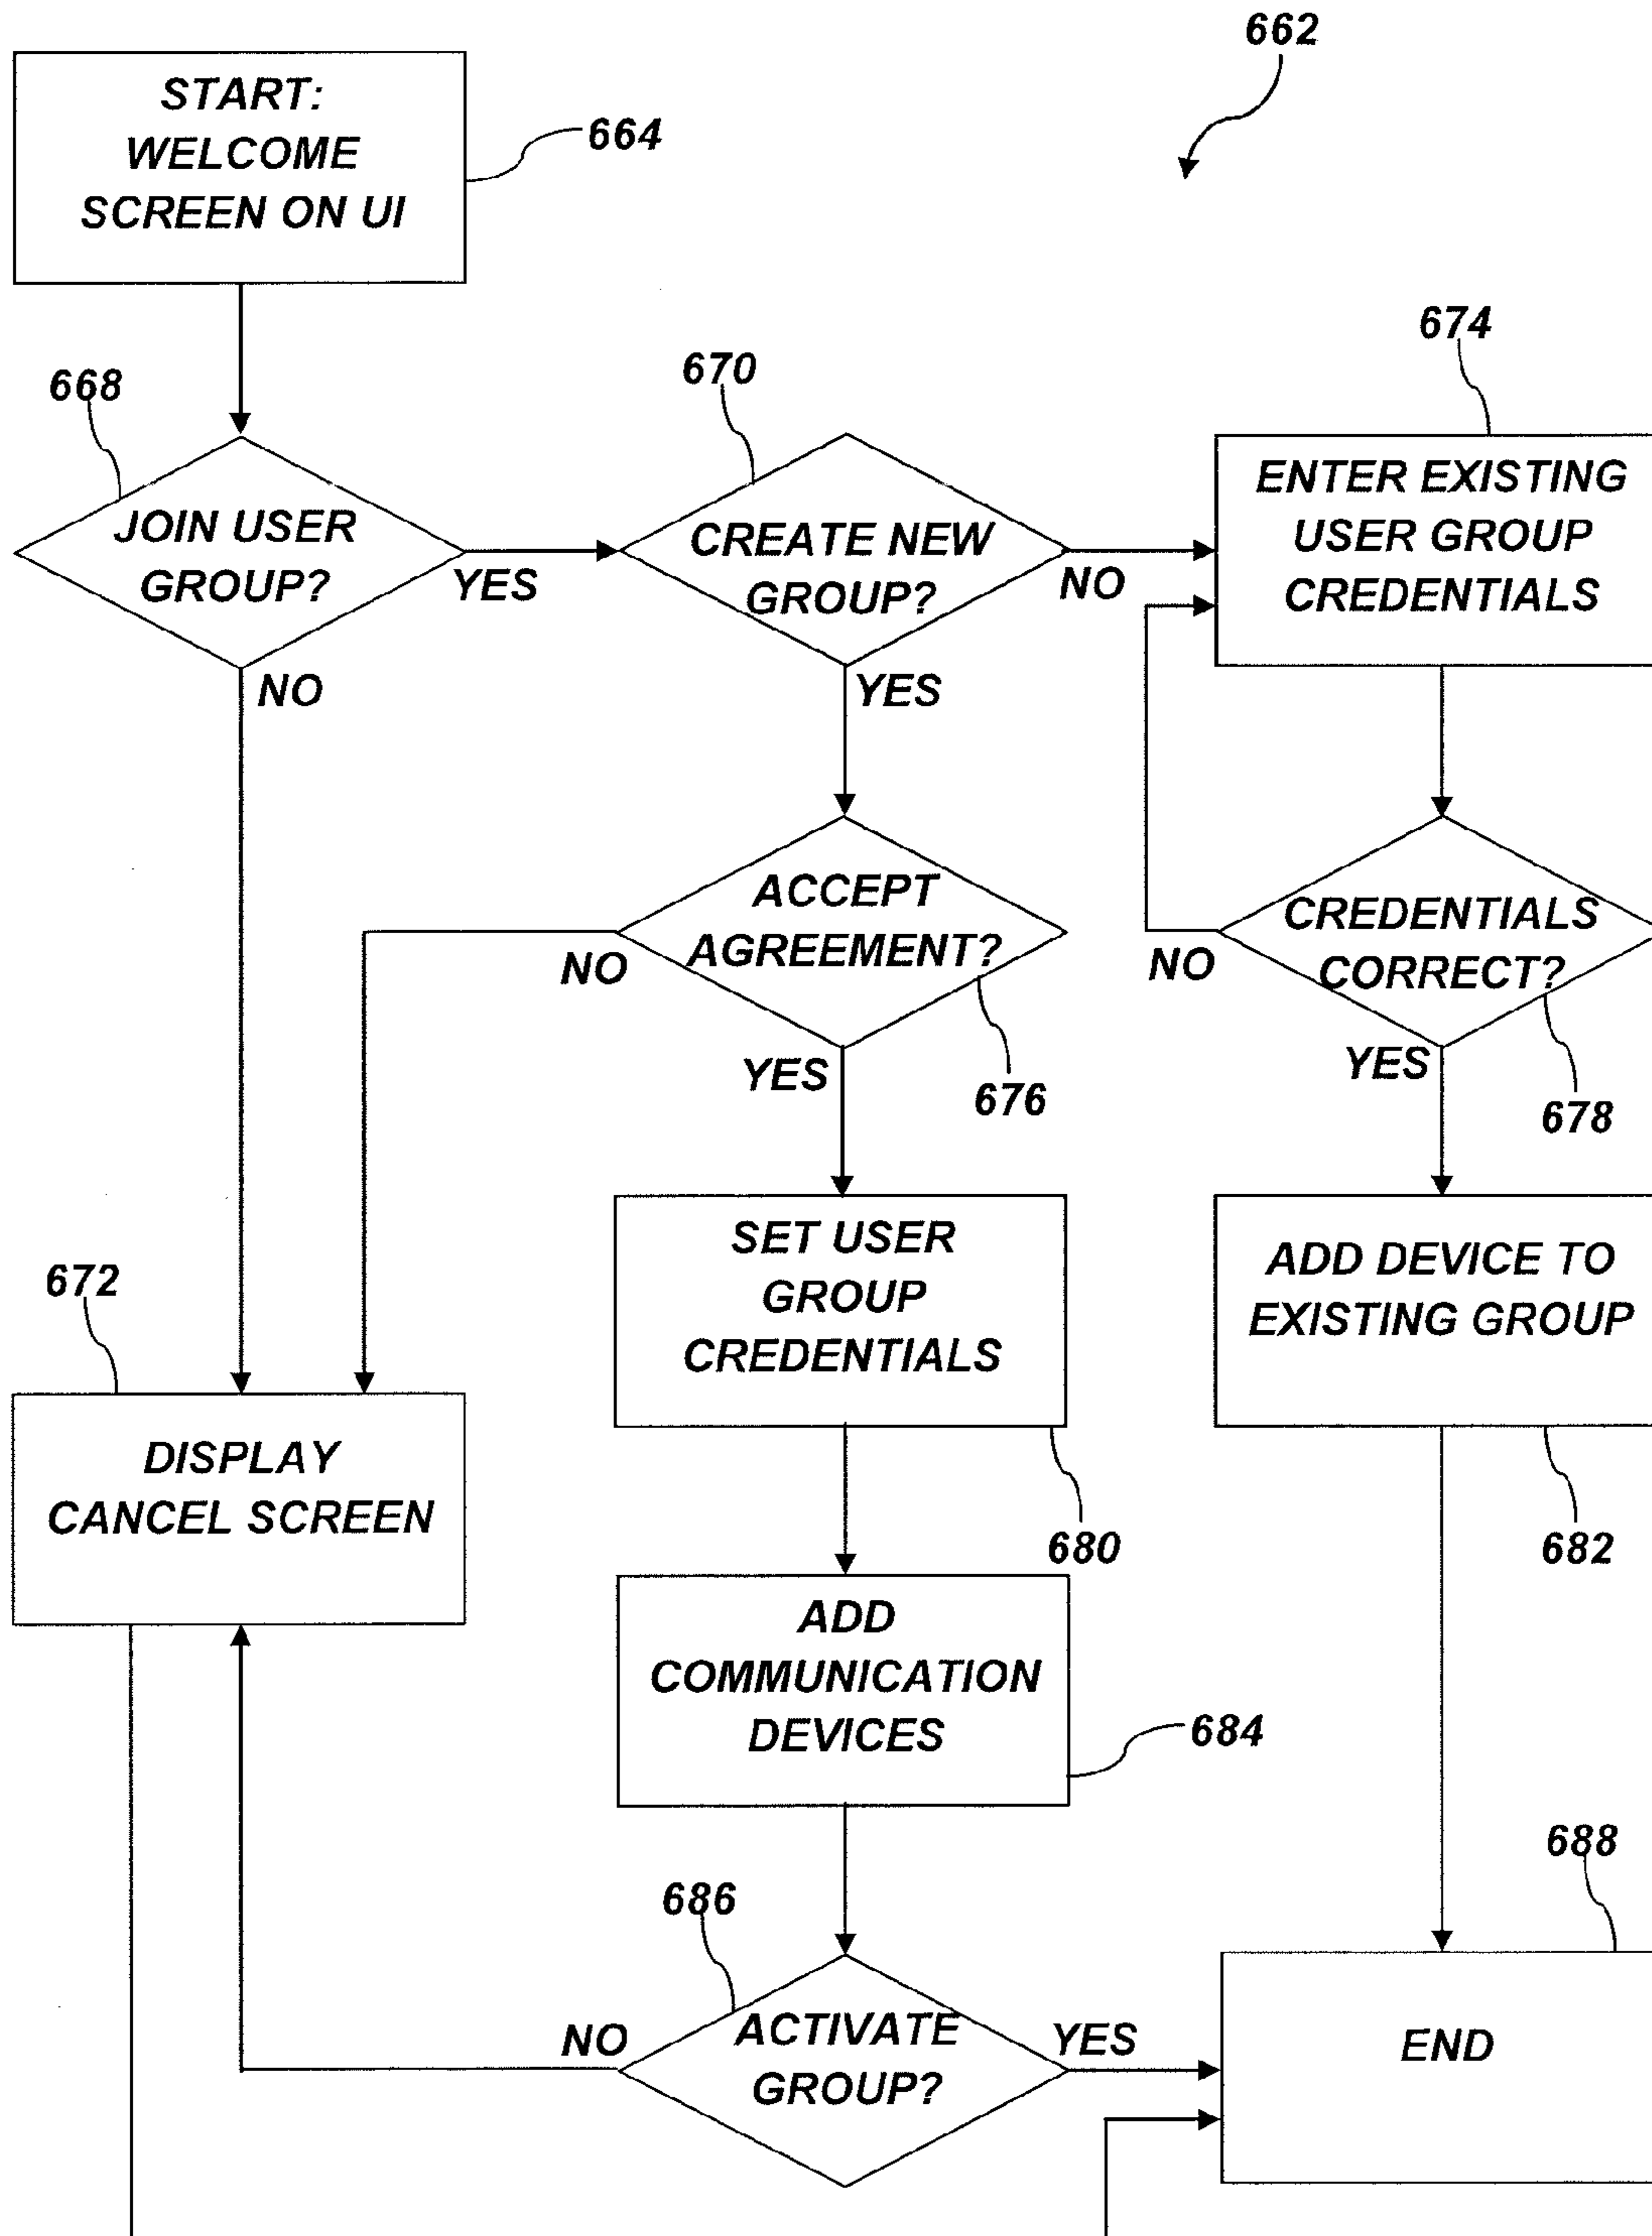 662
START:
WELCOME
SCREEN ON UI
664
668
JOIN USER
GROUP?
YES
NO
670
CREATE NEW
GROUP?
NO
YES
674
ENTER EXISTING
USER GROUP
CREDENTIALS
ACCEPT
AGREEMENT?
NO
YES
676
CREDENTIALS
CORRECT?
NO
YES
678
672
DISPLAY
CANCEL SCREEN
SET USER
GROUP
CREDENTIALS
680
ADD DEVICE TO
EXISTING GROUP
682
ADD
COMMUNICATION
DEVICES
684
686
ACTIVATE
GROUP?
NO
YES
688
END